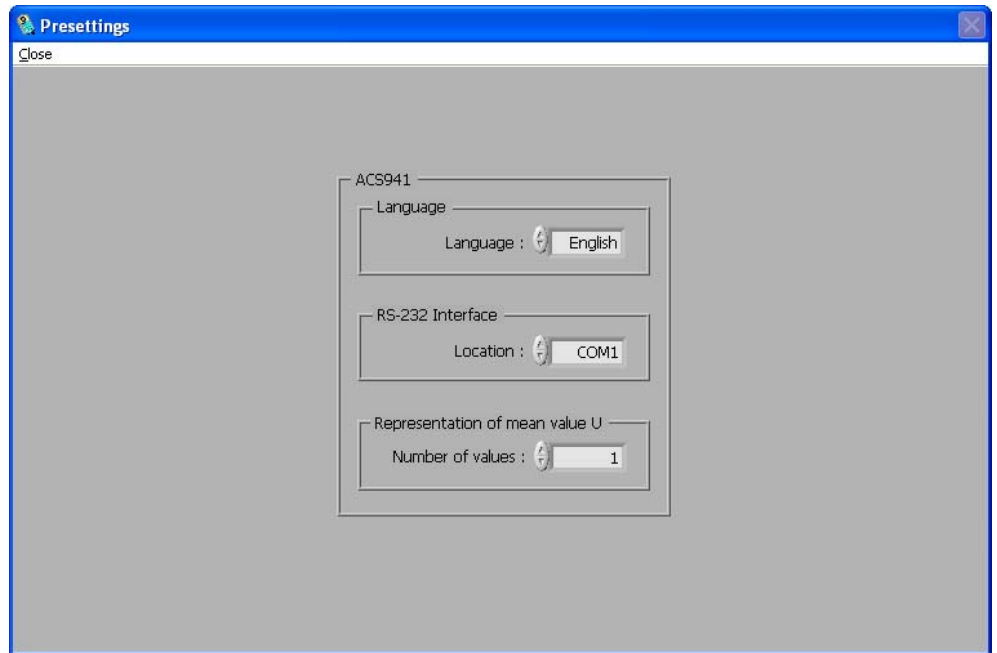 Presettings
Close
ACS941
Language
Language : English
RS-232 Interface
Location : COM1
Representation of mean value U
Number of values : 1